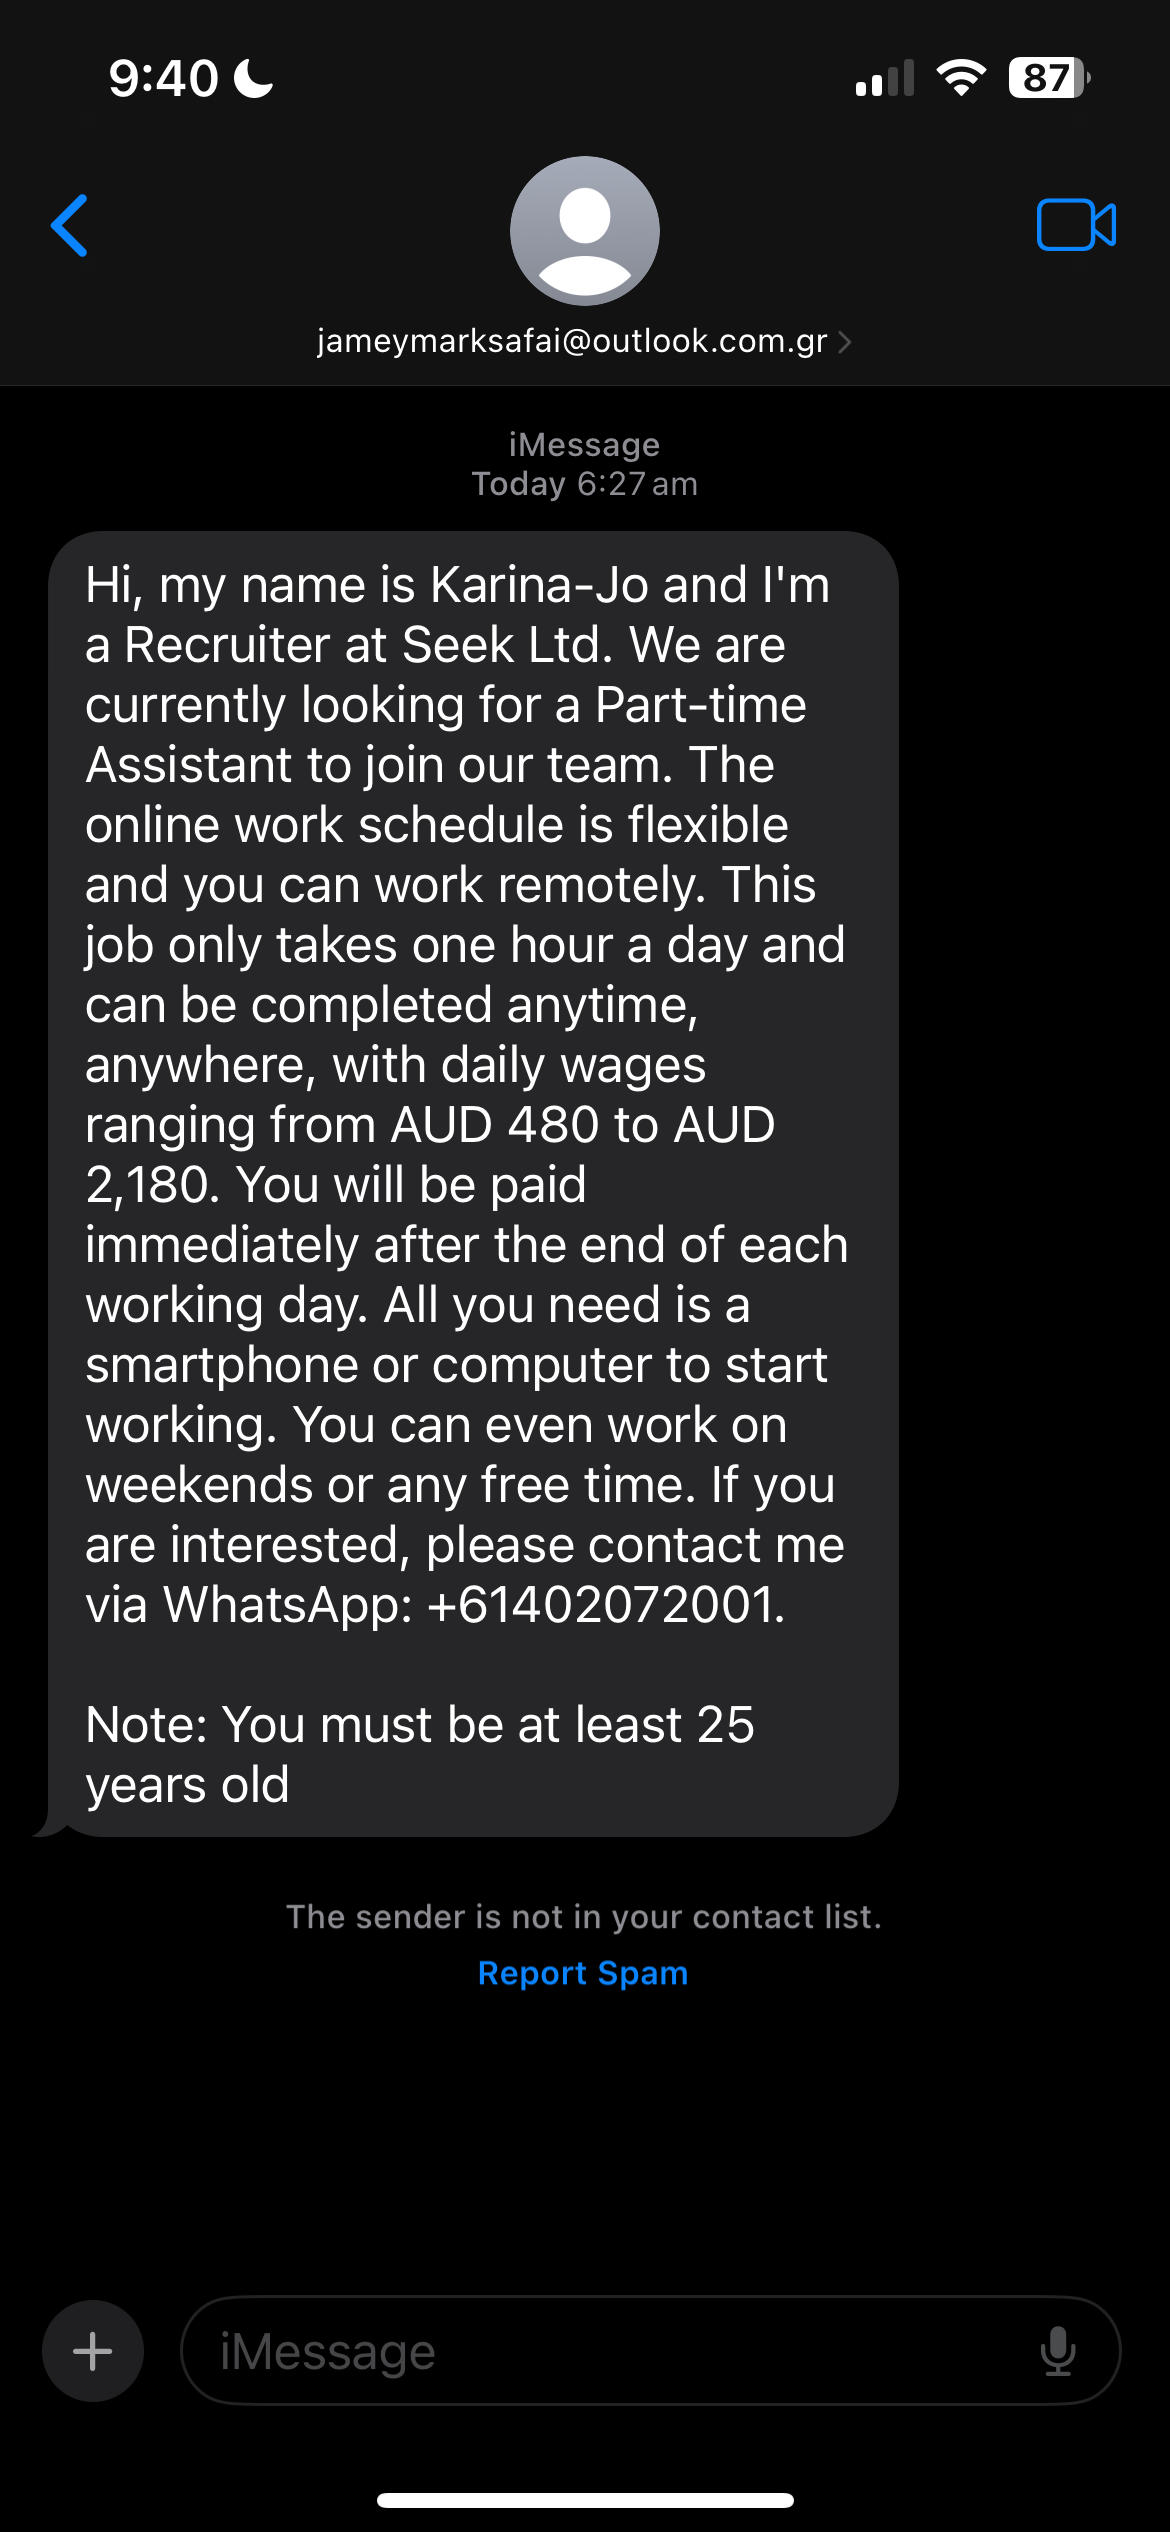 9:40
87
jameymarksafai@outlook.com.gr
iMessage
Today 6:27 am
Hi, my name is Karina-Jo and I'm
a Recruiter at Seek Ltd. We are
currently looking for a Part-time
Assistant to join our team. The
online work schedule is flexible
and you can work remotely. This
job only takes one hour a day and
can be completed anytime,
anywhere, with daily wages
ranging from AUD 480 to AUD
2,180. You will be paid
immediately after the end of each
working day. All you need is a
smartphone or computer to start
working. You can even work on
weekends or any free time. If you
are interested, please contact me
via WhatsApp: +61402072001.
Note: You must be at least 25
years old
The sender is not in your contact list.
Report Spam
iMessage